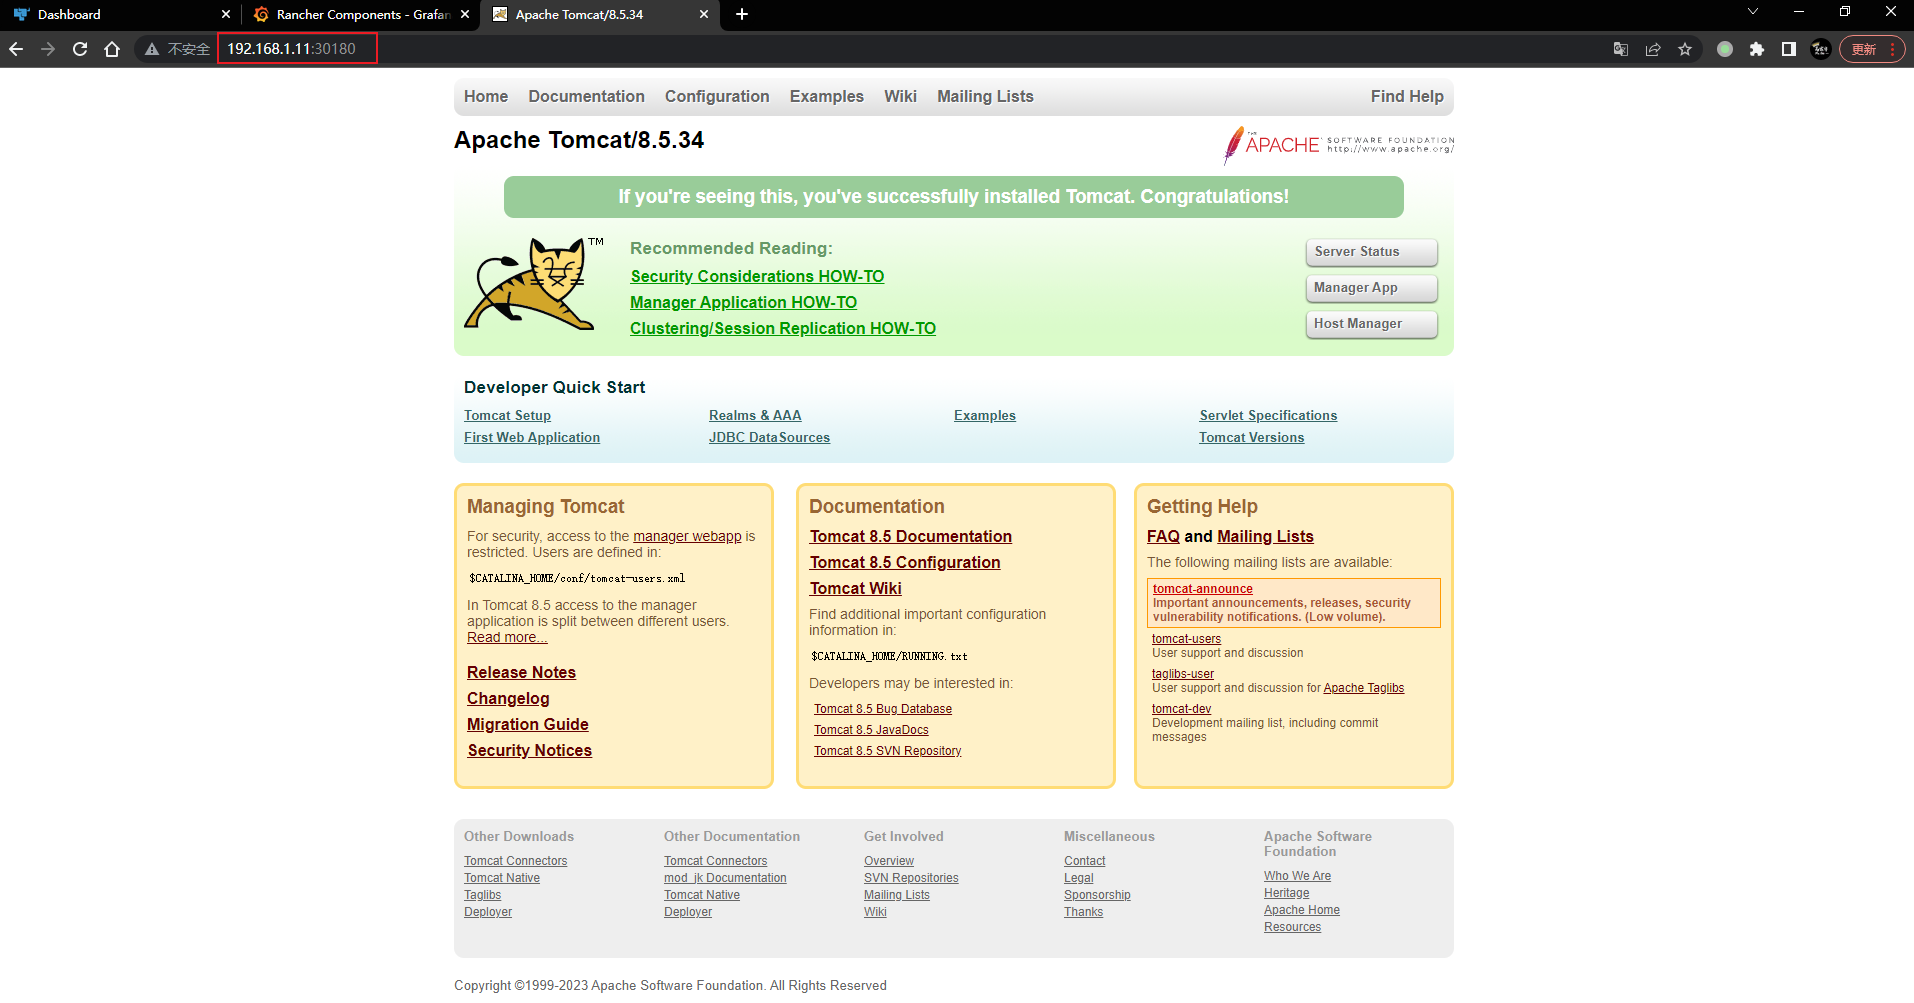 Dashboard
Rancher Components - Grafan
Apache Tomcat/8.5.34
不安全
192.168.1.11:30180
更新
Home Documentation Configuration Examples Wiki Mailing Lists Find Help
Apache Tomcat/8.5.34
THE APACHE SOFTWARE FOUNDATION
http://www.apache.org/
If you're seeing this, you've successfully installed Tomcat. Congratulations!
TM
Recommended Reading:
Security Considerations HOW-TO
Manager Application HOW-TO
Clustering/Session Replication HOW-TO
Server Status
Manager App
Host Manager
Developer Quick Start
Tomcat Setup
First Web Application
Realms & AAA
JDBC DataSources
Examples
Servlet Specifications
Tomcat Versions
Managing Tomcat
For security, access to the manager webapp is
restricted. Users are defined in:
$CATALINA_HOME/conf/tomcat-users.xml
In Tomcat 8.5 access to the manager
application is split between different users.
Read more...
Release Notes
Changelog
Migration Guide
Security Notices
Documentation
Tomcat 8.5 Documentation
Tomcat 8.5 Configuration
Tomcat Wiki
Find additional important configuration
information in:
$CATALINA_HOME/RUNNING.txt
Developers may be interested in:
Tomcat 8.5 Bug Database
Tomcat 8.5 JavaDocs
Tomcat 8.5 SVN Repository
Getting Help
FAQ and Mailing Lists
The following mailing lists are available:
tomcat-announce
Important announcements, releases, security
vulnerability notifications. (Low volume).
tomcat-users
User support and discussion
taglibs-user
User support and discussion for Apache Taglibs
tomcat-dev
Development mailing list, including commit
messages
Other Downloads
Tomcat Connectors
Tomcat Native
Taglibs
Deployer
Other Documentation
Tomcat Connectors
mod_jk Documentation
Tomcat Native
Deployer
Get Involved
Overview
SVN Repositories
Mailing Lists
Wiki
Miscellaneous
Contact
Legal
Sponsorship
Thanks
Apache Software
Foundation
Who We Are
Heritage
Apache Home
Resources
Copyright ©1999-2023 Apache Software Foundation. All Rights Reserved